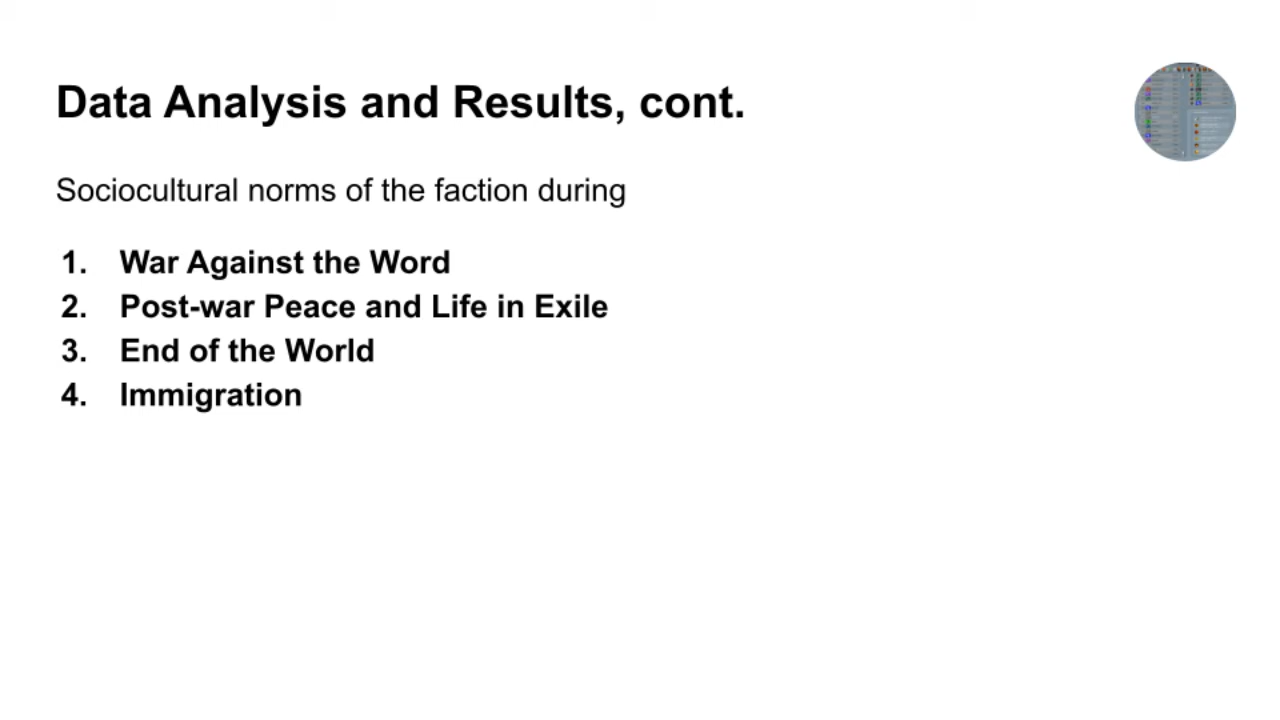 Data Analysis and Results, cont.
Sociocultural norms of the faction during
1. War Against the Word
2. Post-war Peace and Life in Exile
3. End of the World
4. Immigration